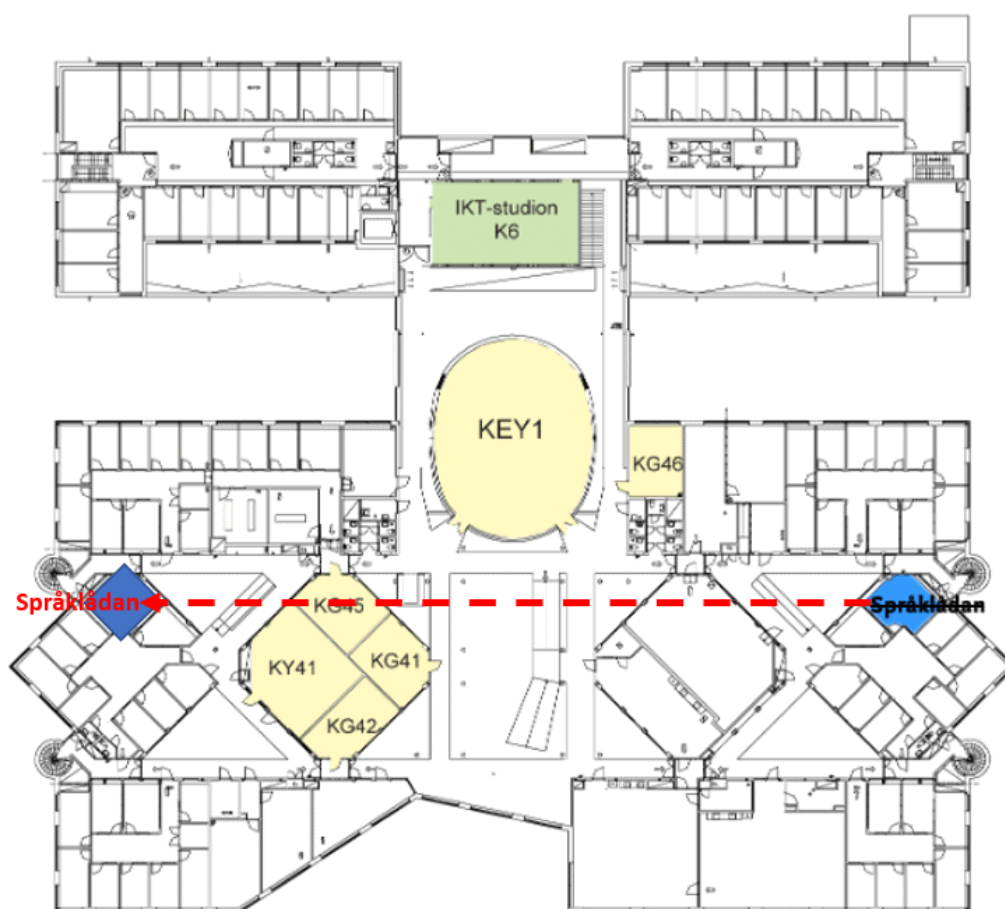 IKT-studion
K6
KEY1
KG46
Språklådan
KG45
Språklådan
KY41
KG41
KG42